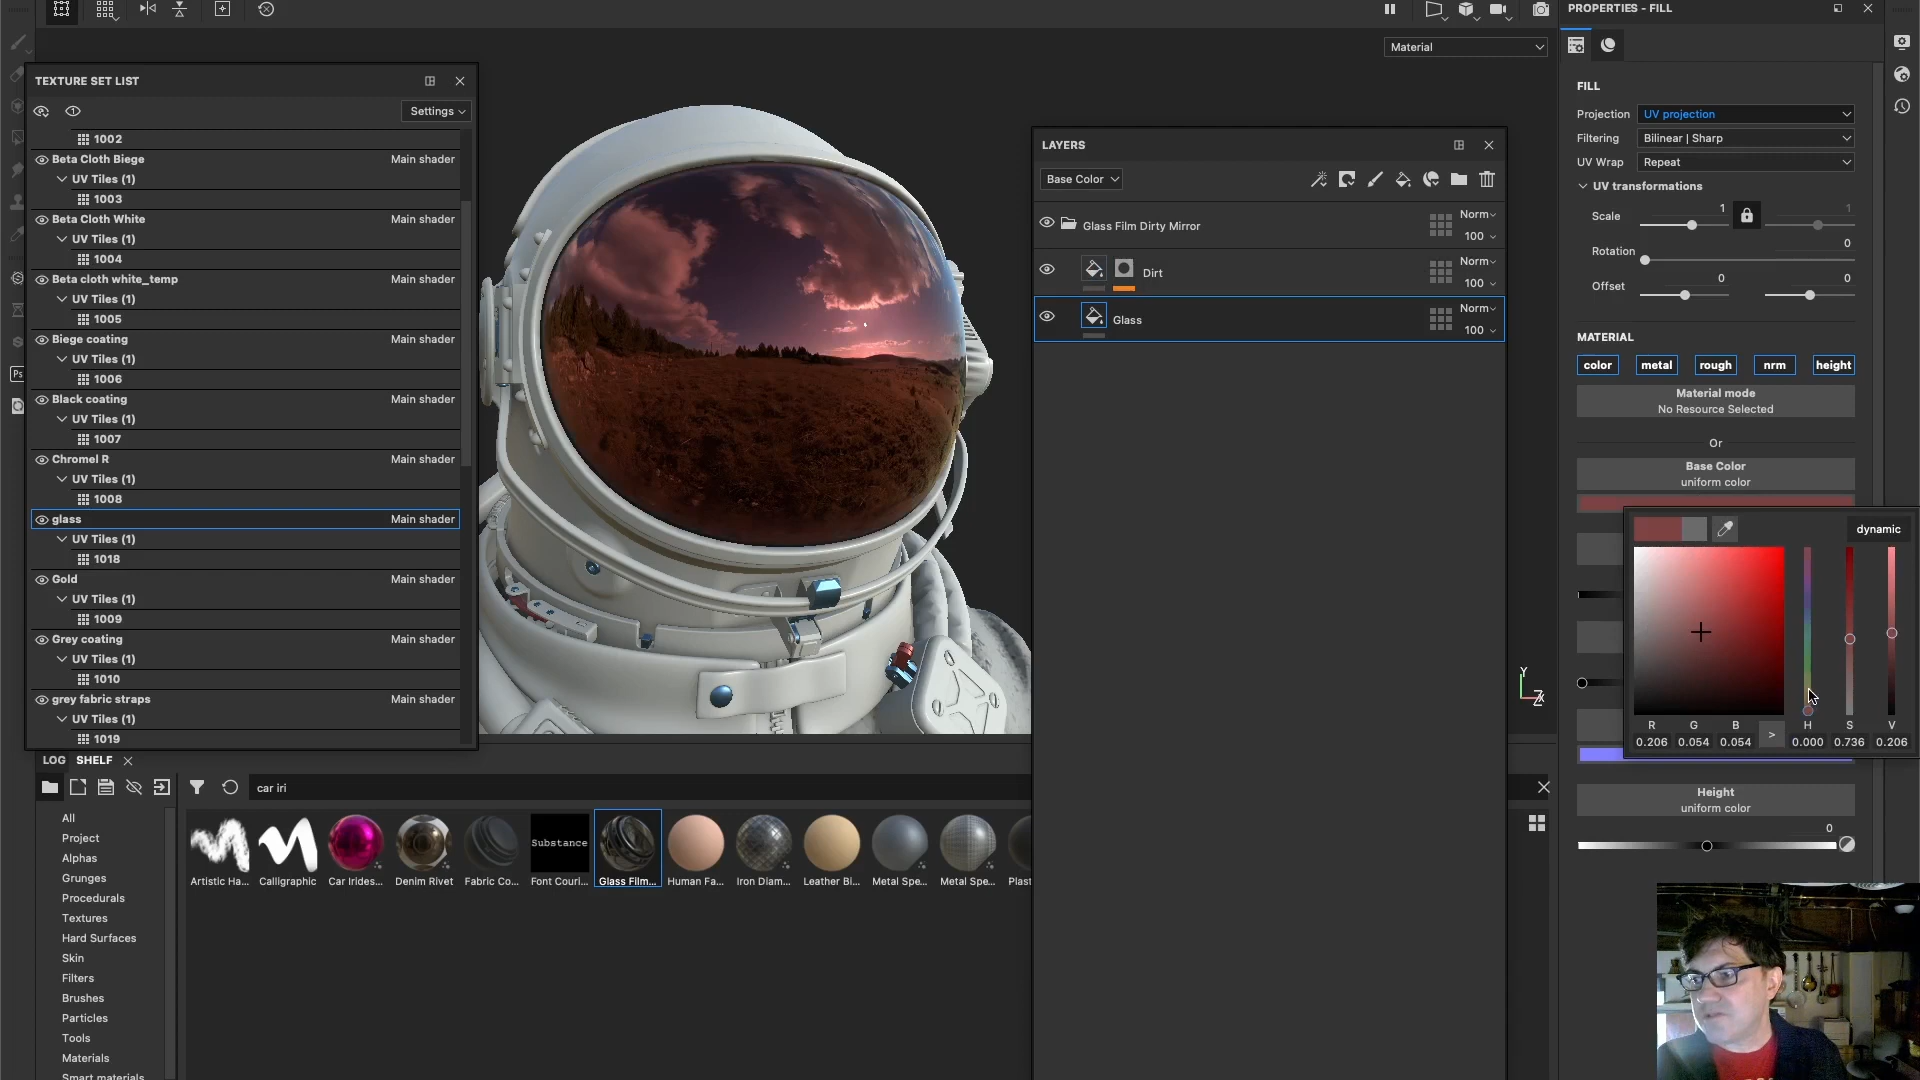 PROPERTIES - FILL
Material
TEXTURE SET LIST
Settings
1002
Beta Cloth Biege Main shader
UV Tiles (1)
1003
Beta Cloth White Main shader
UV Tiles (1)
1004
Beta cloth white_temp Main shader
UV Tiles (1)
1005
Biege coating Main shader
UV Tiles (1)
1006
Black coating Main shader
UV Tiles (1)
1007
Chromel R Main shader
UV Tiles (1)
1008
glass Main shader
UV Tiles (1)
1018
Gold Main shader
UV Tiles (1)
1009
Grey coating Main shader
UV Tiles (1)
1010
grey fabric straps Main shader
UV Tiles (1)
1019
LAYERS
Base Color
Glass Film Dirty Mirror Norm
100
Dirt Norm
100
Glass Norm
100
FILL
Projection UV projection
Filtering Bilinear | Sharp
UV Wrap Repeat
UV transformations
Scale 1 1
Rotation 0
Offset 0 0
MATERIAL
color metal rough nrm height
Material mode
No Resource Selected
Or
Base Color
uniform color
dynamic
R G B H S V
0.206 0.054 0.054 > 0.000 0.736 0.206
Height
uniform color
0
Y
Z
Ps
LOG SHELF
car iri
All
Project
Alphas
Grunges
Procedurals
Textures
Hard Surfaces
Skin
Filters
Brushes
Particles
Tools
Materials
Smart materials
Artistic Ha... Calligraphic Car Irides... Denim Rivet Fabric Co... Font Couri... Glass Film... Human Fa... Iron Diam... Leather Bi... Metal Spe... Metal Spe... Plast
Substance